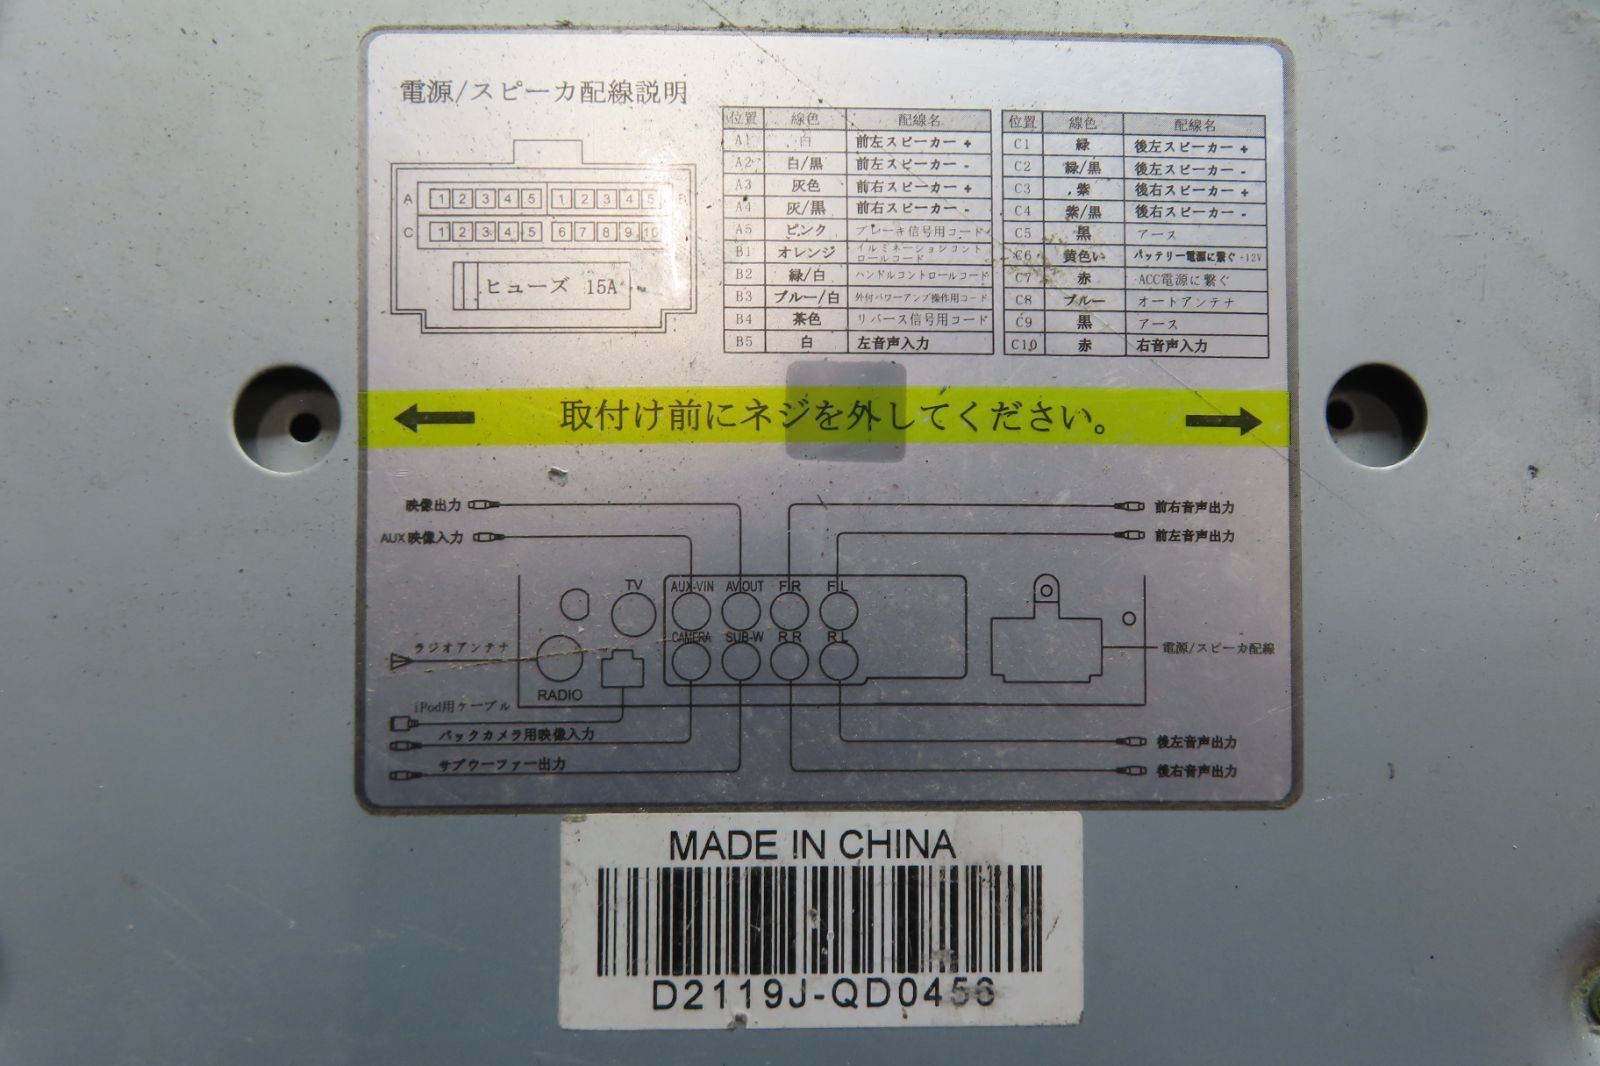 電源/スピーカ配線説明
位置 線色 配線名
A1 白 前左スピーカー +
A2 白/黒 前左スピーカー -
A3 灰色 前右スピーカー +
A4 灰/黒 前右スピーカー -
A5 ピンク ブレーキ信号用コード
B1 オレンジ イルミネーションコントロールコード
B2 緑/白 ハンドルコントロールコード
B3 ブルー/白 外付パワーアンプ操作用コード
B4 茶色 リバース信号用コード
B5 白 左音声入力
位置 線色 配線名
C1 緑 後左スピーカー +
C2 緑/黒 後左スピーカー -
C3 紫 後右スピーカー +
C4 紫/黒 後右スピーカー -
C5 黒 アース
C6 黄色い バッテリー電源に繋ぐ +12V
C7 赤 ACC電源に繋ぐ
C8 ブルー オートアンテナ
C9 黒 アース
C10 赤 右音声入力
A 1 2 3 4 5 1 2 3 4 5 B
C 1 2 3 4 5 6 7 8 9 10
ヒューズ 15A
取付け前にネジを外してください。
映像出力 前右音声出力
AUX 映像入力 前左音声出力
TV AUX-VIN AV/OUT F/R F/L
CAMERA SUB-W R R R L
ラジオアンテナ 電源/スピーカ配線
RADIO
iPod用ケーブル
バックカメラ用映像入力 後左音声出力
サブウーファー出力 後右音声出力
MADE IN CHINA
D2119J-QD0456